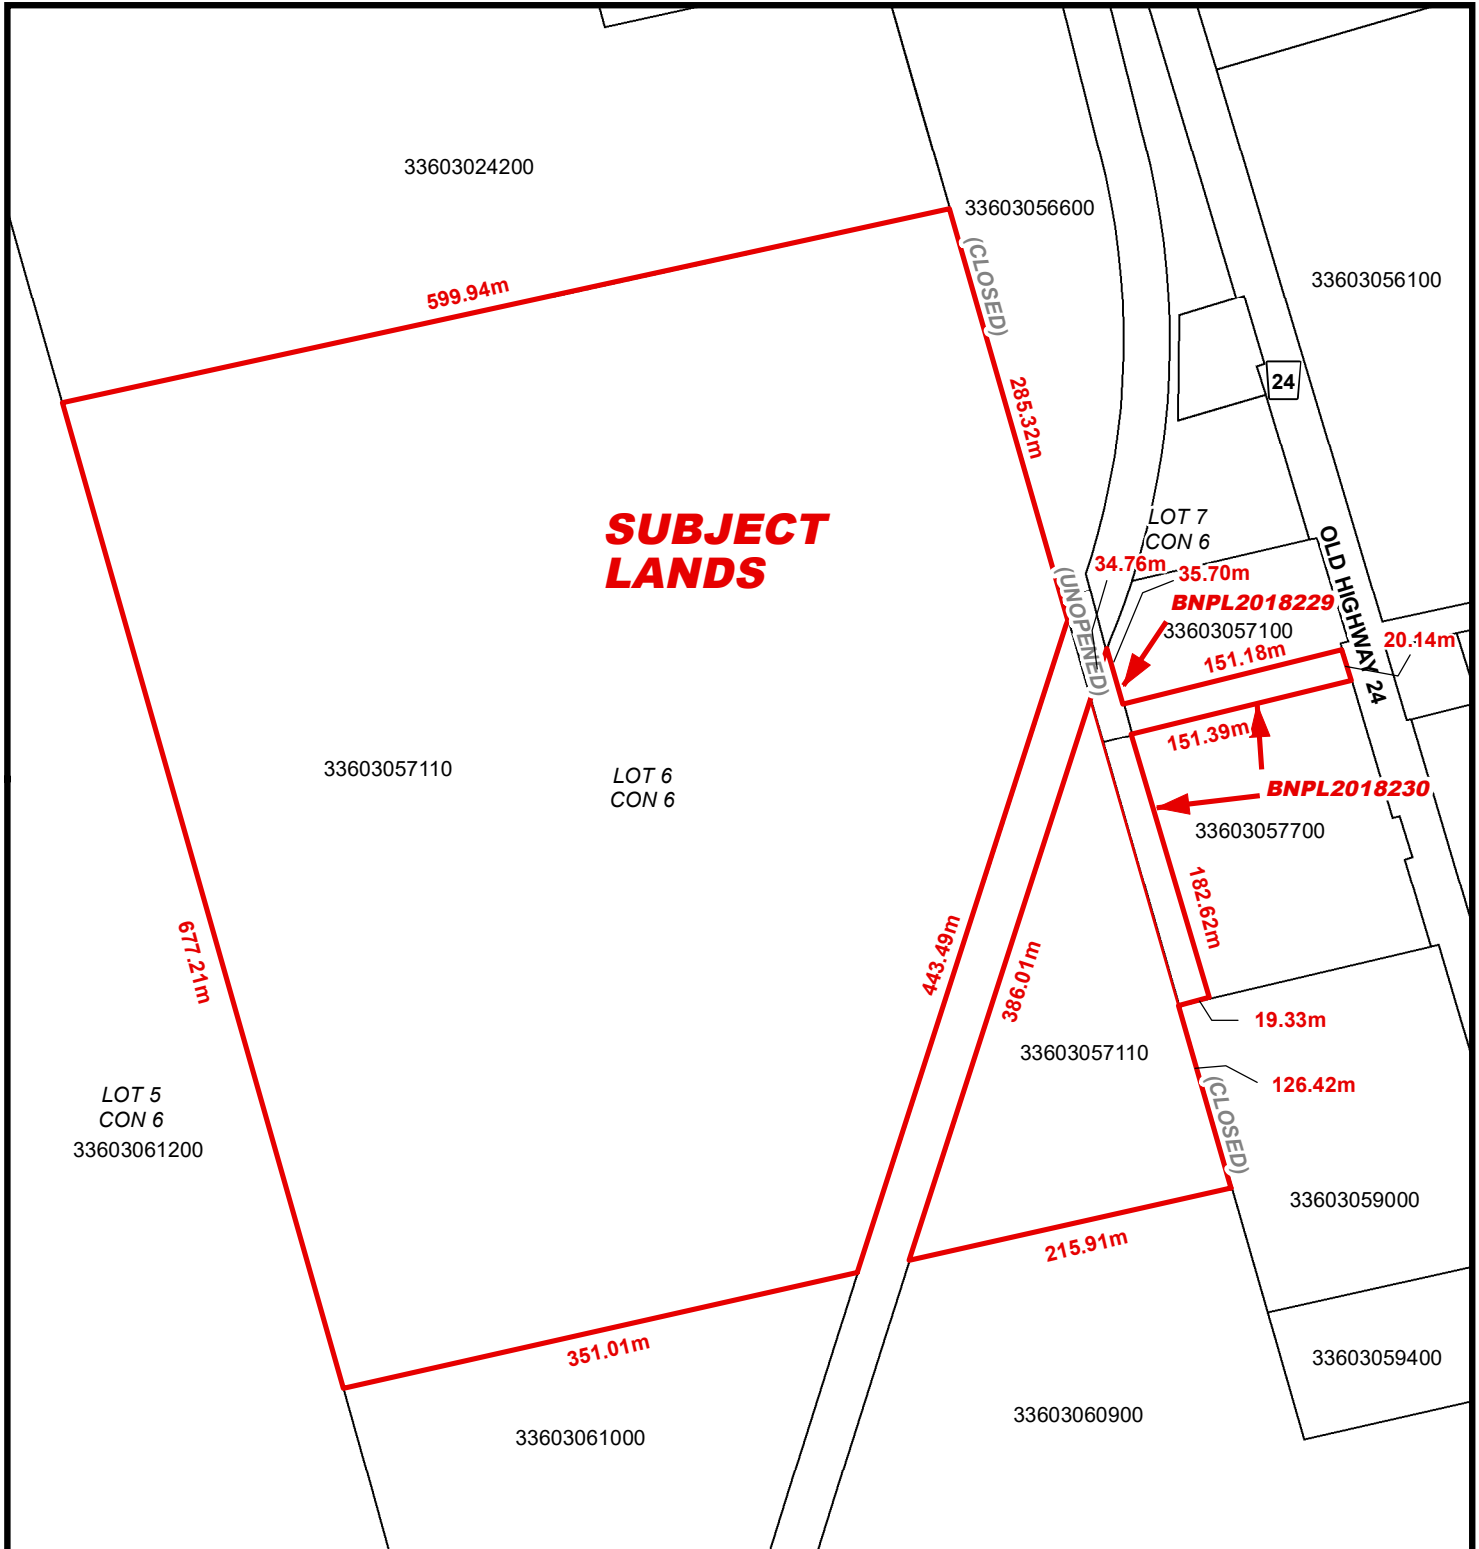 33603024200
33603056600
(CLOSED)
33603056100
599.94m
24
285.32m
SUBJECT
LANDS
LOT 7
CON 6
OLD HIGHWAY 24
34.76m
35.70m
(UNOPENED)
BNPL2018229
33603057100
20.14m
151.18m
151.39m
33603057110
LOT 6
CON 6
BNPL2018230
33603057700
182.62m
677.21m
443.49m
386.01m
19.33m
33603057110
126.42m
LOT 5
CON 6
33603061200
(CLOSED)
33603059000
215.91m
351.01m
33603059400
33603060900
33603061000